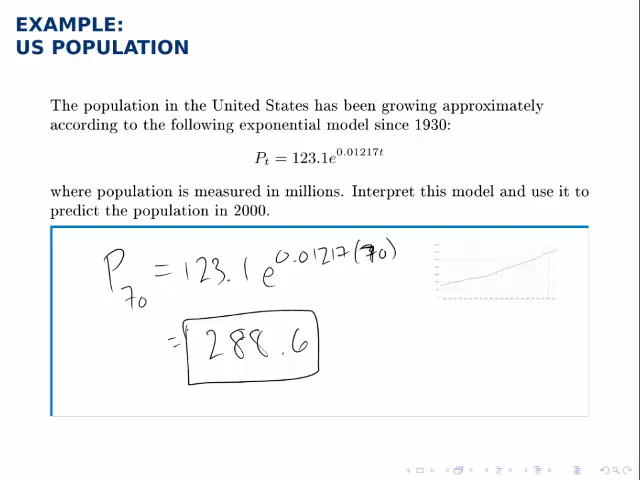 EXAMPLE:
US POPULATION
The population in the United States has been growing approximately
according to the following exponential model since 1930:
P_t = 123.1e^{0.01217t}
where population is measured in millions. Interpret this model and use it to
predict the population in 2000.
P_{70} = 123.1 e^{0.01217(70)}
= 288.6